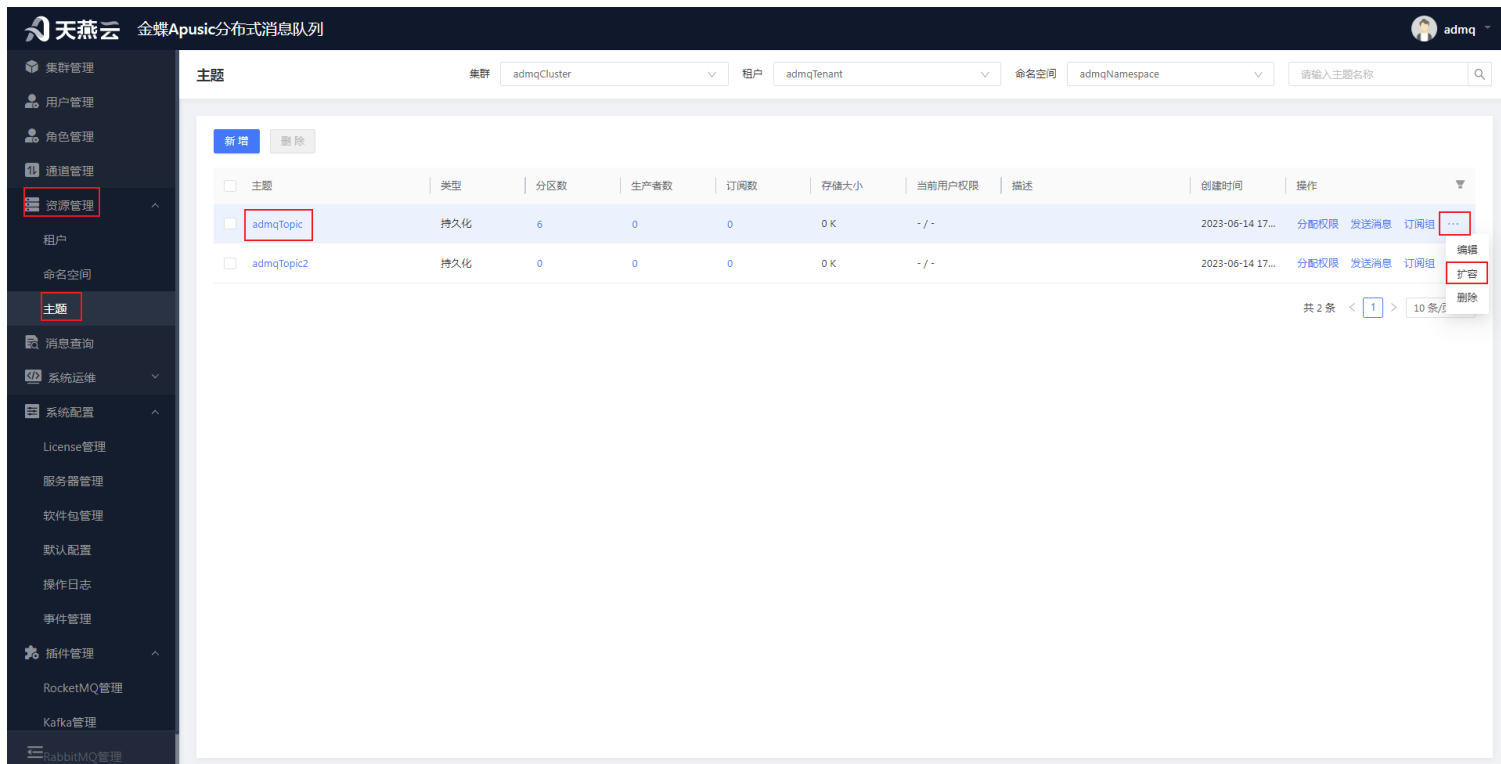 天燕云 金蝶Apusic分布式消息队列
admq
集群管理
用户管理
角色管理
通道管理
资源管理
租户
命名空间
主题
消息查询
系统运维
系统配置
License管理
服务器管理
软件包管理
默认配置
操作日志
事件管理
插件管理
RocketMQ管理
Kafka管理
RabbitMQ管理
主题 集群 admqCluster 租户 admqTenant 命名空间 admqNamespace 请输入主题名称
新增 删除
主题 类型 分区数 生产者数 订阅数 存储大小 当前用户权限 描述 创建时间 操作
admqTopic 持久化 6 0 0 0 K - / - 2023-06-14 17... 分配权限 发送消息 订阅组 ...
admqTopic2 持久化 0 0 0 0 K - / - 2023-06-14 17... 分配权限 发送消息 订阅组
编辑
扩容
删除
共 2 条 < 1 > 10 条/